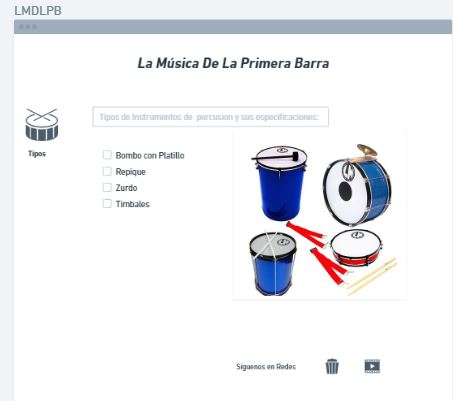 LMDLPB
La Música De La Primera Barra
Tipos de Instrumentos de percusion y sus especificaciones:
Tipos
Bombo con Platillo
Repique
Zurdo
Timbales
Síguenos en Redes